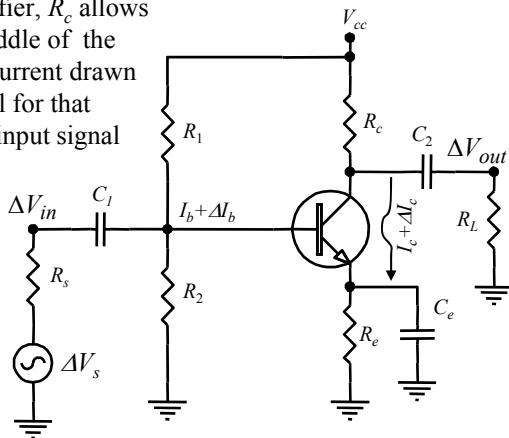 fier, Rc allows
ddle of the
urrent drawn
l for that
input signal
Vcc
R1
Rc
C2
ΔVout
ΔVin
C1
Ib+ΔIb
Ic+ΔIc
RL
Rs
R2
Ce
Re
ΔVs